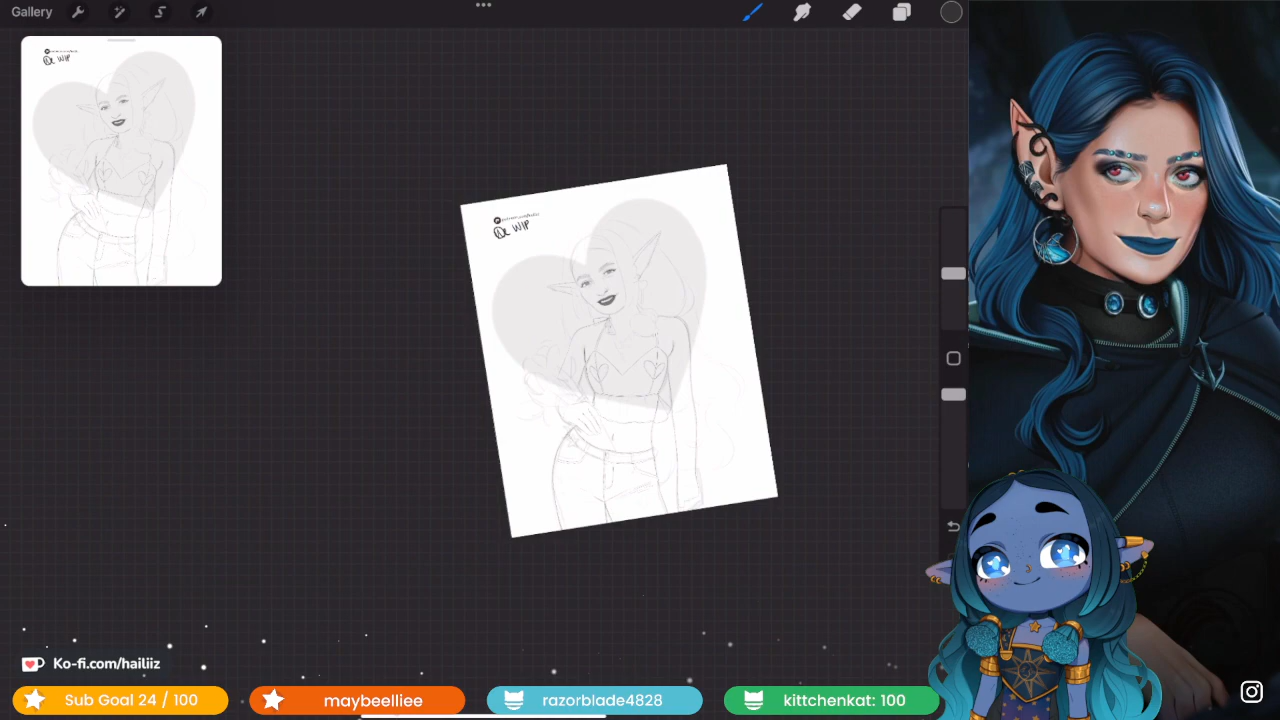 Gallery
WIP
WIP
Ko-fi.com/hailiiz
Sub Goal 24 / 100
maybeelliee
razorblade4828
kittchenkat: 100